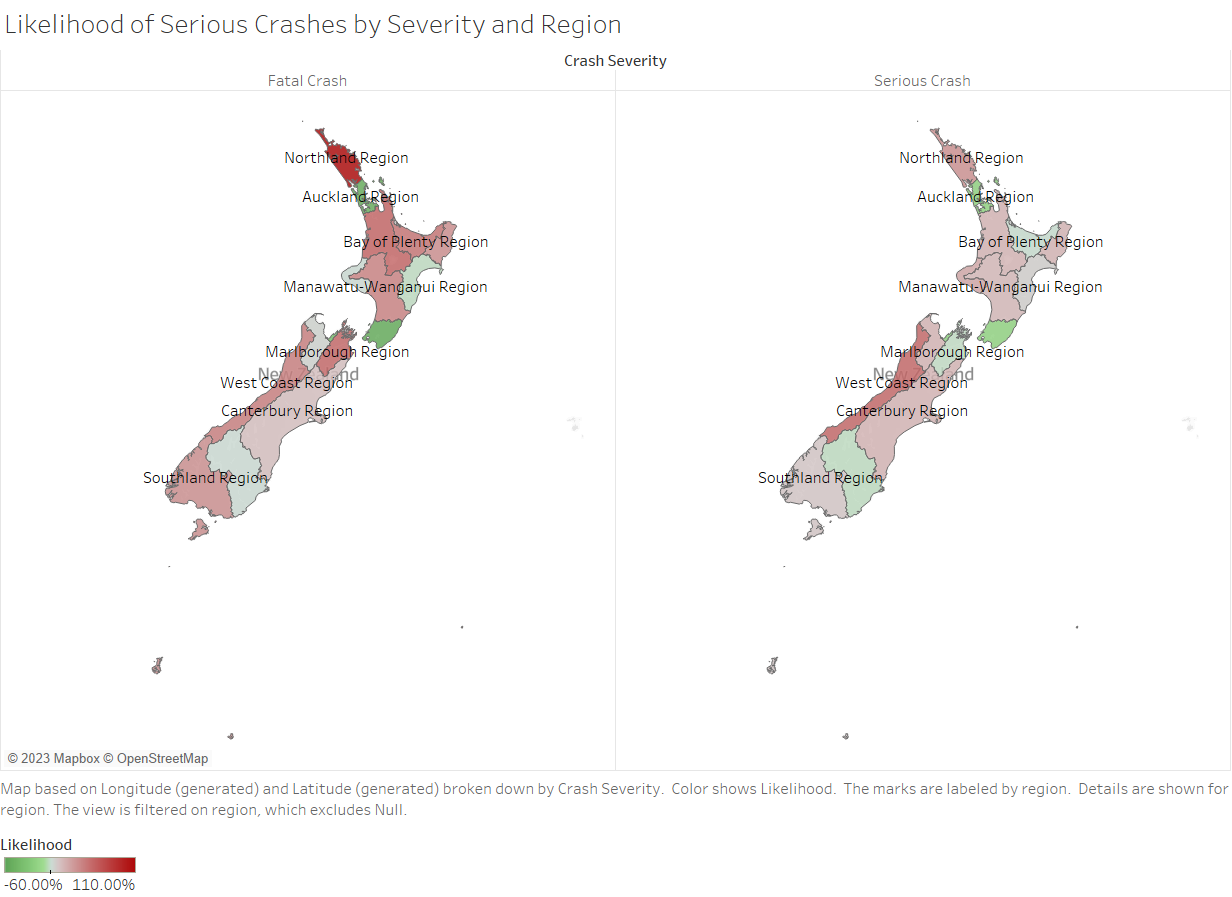 Likelihood of Serious Crashes by Severity and Region
Crash Severity
Fatal Crash
Serious Crash
Northland Region
Auckland Region
Bay of Plenty Region
Manawatu-Wanganui Region
Marlborough Region
New Zealand
West Coast Region
Canterbury Region
Southland Region
Northland Region
Auckland Region
Bay of Plenty Region
Manawatu-Wanganui Region
Marlborough Region
New Zealand
West Coast Region
Canterbury Region
Southland Region
© 2023 Mapbox © OpenStreetMap
Map based on Longitude (generated) and Latitude (generated) broken down by Crash Severity.  Color shows Likelihood.  The marks are labeled by region.  Details are shown for
region. The view is filtered on region, which excludes Null.
Likelihood
-60.00% 110.00%